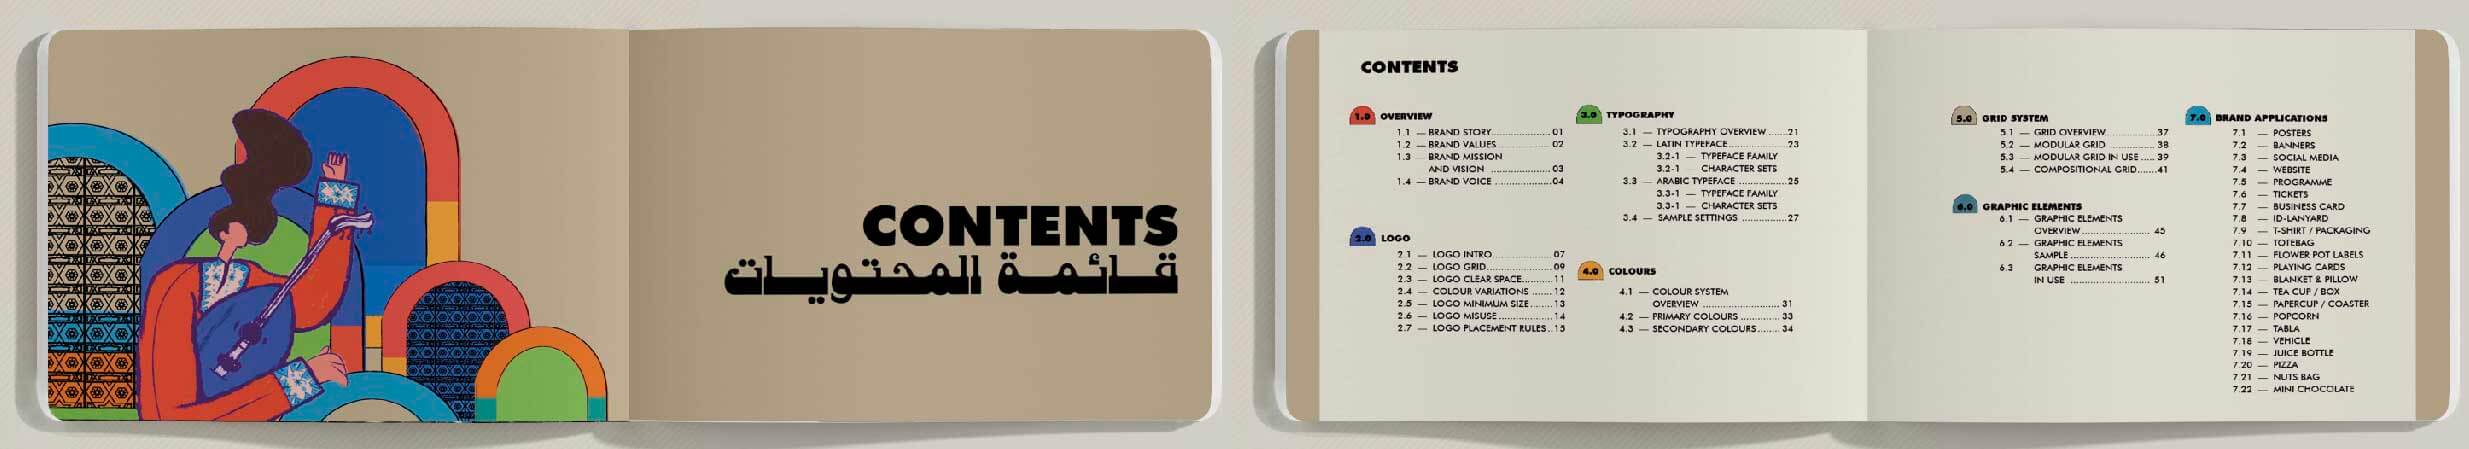 CONTENTS
قائمة المحتويات
CONTENTS
1.0 OVERVIEW
1.1 — BRAND STORY.....................01
1.2 — BRAND VALUES...................02
1.3 — BRAND MISSION
AND VISION .....................03
1.4 — BRAND VOICE ...................04
2.0 LOGO
2.1 — LOGO INTRO.....................07
2.2 — LOGO GRID.......................09
2.3 — LOGO CLEAR SPACE..........11
2.4 — COLOUR VARIATIONS .......12
2.5 — LOGO MINIMUM SIZE........13
2.6 — LOGO MISUSE ...................14
2.7 — LOGO PLACEMENT RULES..15
3.0 TYPOGRAPHY
3.1 — TYPOGRAPHY OVERVIEW......21
3.2 — LATIN TYPEFACE....................23
3.2-1 — TYPEFACE FAMILY
3.2-1 — CHARACTER SETS
3.3 — ARABIC TYPEFACE .................25
3.3-1 — TYPEFACE FAMILY
3.3-1 — CHARACTER SETS
3.4 — SAMPLE SETTINGS ...............27
4.0 COLOURS
4.1 — COLOUR SYSTEM
OVERVIEW ...........................31
4.2 — PRIMARY COLOURS .............33
4.3 — SECONDARY COLOURS.......34
5.0 GRID SYSTEM
5.1 — GRID OVERVIEW.................37
5.2 — MODULAR GRID .................38
5.3 — MODULAR GRID IN USE.....39
5.4 — COMPOSITIONAL GRID......41
6.0 GRAPHIC ELEMENTS
6.1 — GRAPHIC ELEMENTS
OVERVIEW........................45
6.2 — GRAPHIC ELEMENTS
SAMPLE ...........................46
6.3 GRAPHIC ELEMENTS
IN USE ...........................51
7.0 BRAND APPLICATIONS
7.1 — POSTERS
7.2 — BANNERS
7.3 — SOCIAL MEDIA
7.4 — WEBSITE
7.5 — PROGRAMME
7.6 — TICKETS
7.7 — BUSINESS CARD
7.8 — ID-LANYARD
7.9 — T-SHIRT / PACKAGING
7.10 — TOTEBAG
7.11 — FLOWER POT LABELS
7.12 — PLAYING CARDS
7.13 — BLANKET & PILLOW
7.14 — TEA CUP / BOX
7.15 — PAPERCUP / COASTER
7.16 — POPCORN
7.17 — TABLA
7.18 — VEHICLE
7.19 — JUICE BOTTLE
7.20 — PIZZA
7.21 — NUTS BAG
7.22 — MINI CHOCOLATE